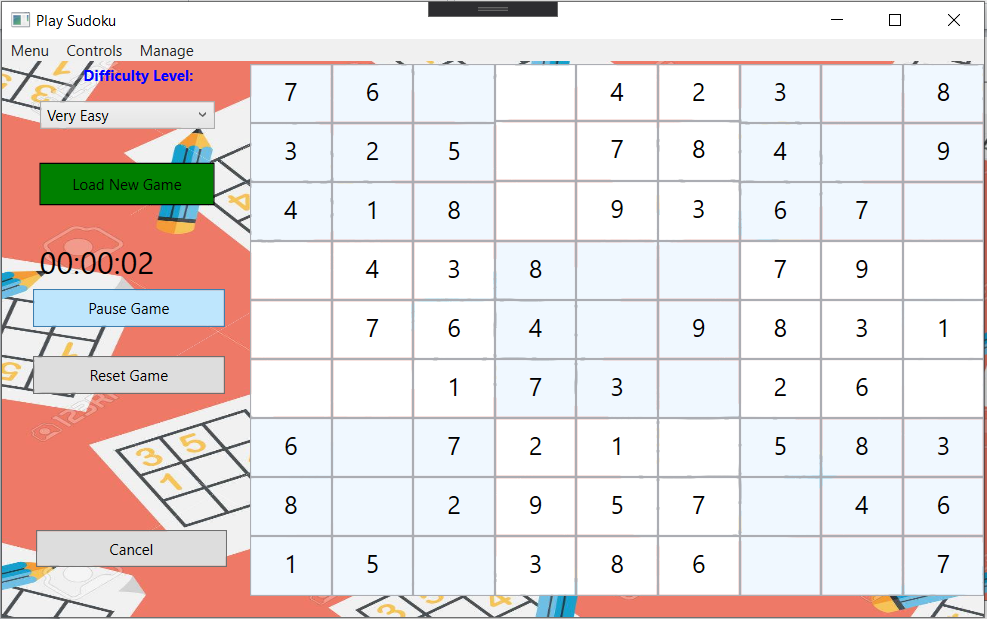 Play Sudoku
Menu Controls Manage
Difficulty Level:
Very Easy
Load New Game
00:00:02
Pause Game
Reset Game
Cancel
7 6 4 2 3 8
3 2 5 7 8 4 9
4 1 8 9 3 6 7
4 3 8 7 9
7 6 4 9 8 3 1
1 7 3 2 6
6 7 2 1 5 8 3
8 2 9 5 7 4 6
1 5 3 8 6 7